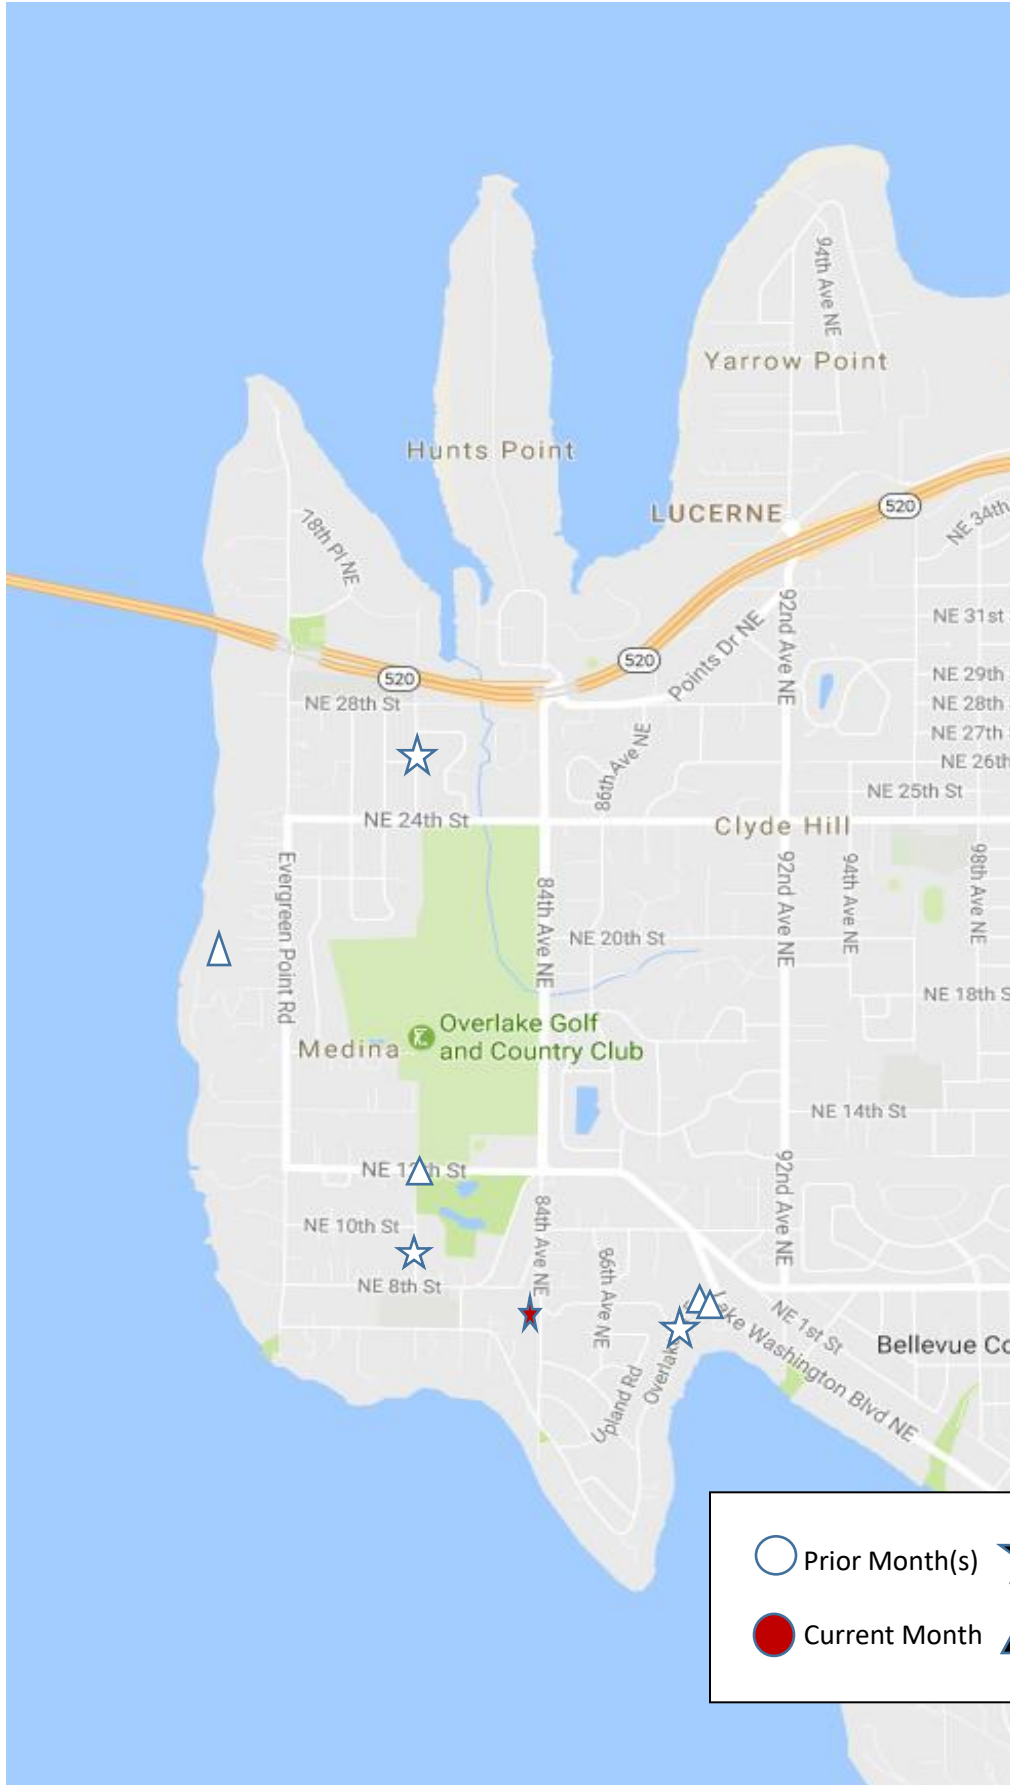 94th Ave NE
Yarrow Point
Hunts Point
LUCERNE
520
NE 34th
18th Pl NE
92nd Ave NE
NE 31st
Points Dr NE
520
520
NE 29th
NE 28th St
NE 28th
86th Ave NE
NE 27th
NE 26th
NE 25th St
NE 24th St
Clyde Hill
Evergreen Point Rd
84th Ave NE
92nd Ave NE
94th Ave NE
98th Ave NE
NE 20th St
NE 18th S
Overlake Golf
and Country Club
Medina
NE 14th St
NE 12th St
92nd Ave NE
84th Ave NE
NE 10th St
86th Ave NE
NE 8th St
Lake Washington Blvd NE
NE 1st St
Bellevue Co
Overlake
Upland Rd
Prior Month(s)
Current Month